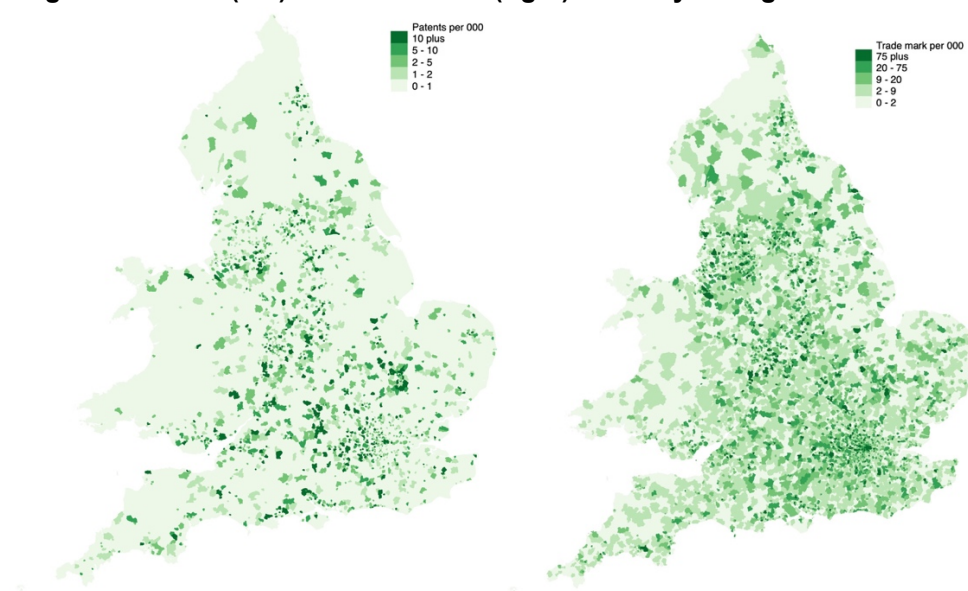 Patents per 000
10 plus
5 - 10
2 - 5
1 - 2
0 - 1
Trade mark per 000
75 plus
20 - 75
9 - 20
2 - 9
0 - 2